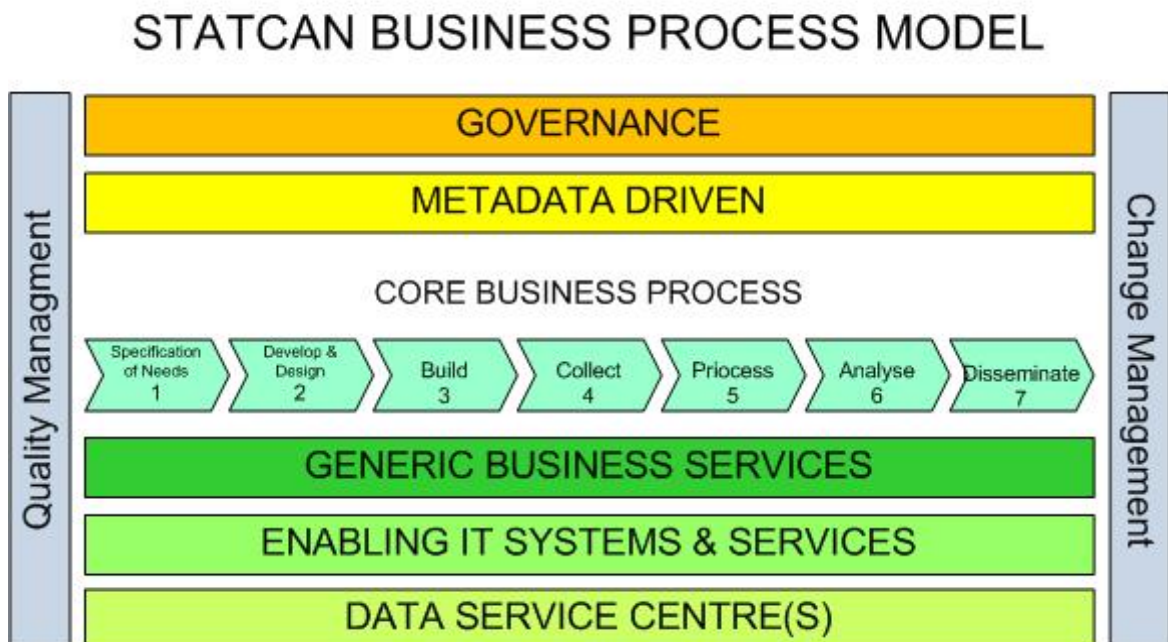 STATCAN BUSINESS PROCESS MODEL
Quality Managment
GOVERNANCE
METADATA DRIVEN
CORE BUSINESS PROCESS
Specification
of Needs
1
Develop &
Design
2
Build
3
Collect
4
Priocess
5
Analyse
6
Disseminate
7
GENERIC BUSINESS SERVICES
ENABLING IT SYSTEMS & SERVICES
DATA SERVICE CENTRE(S)
Change Management